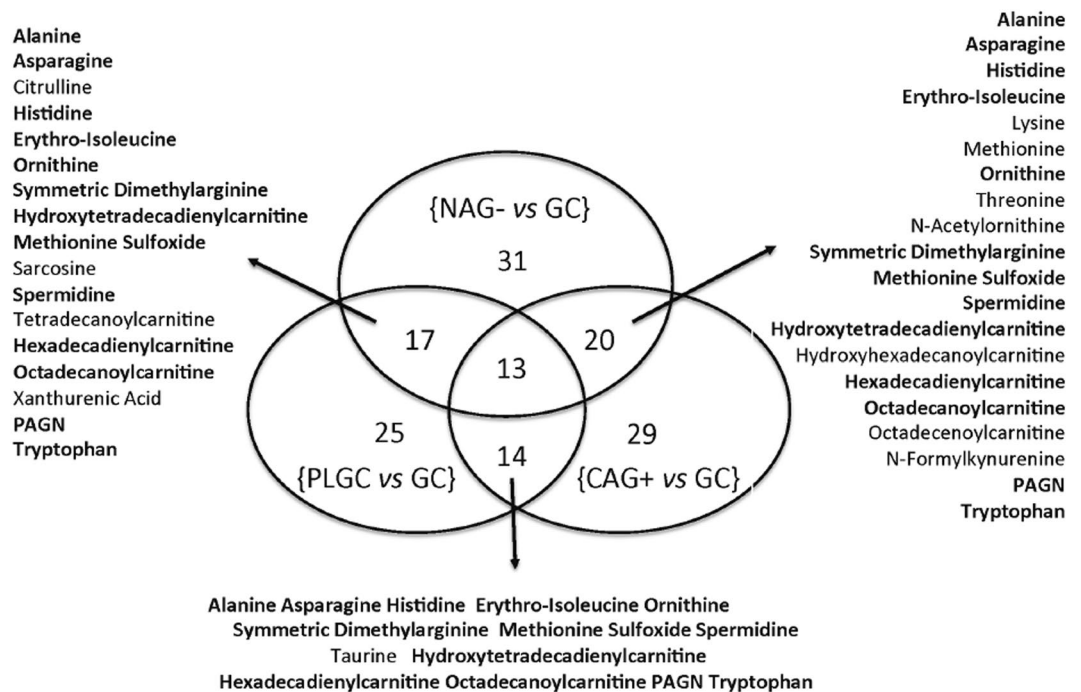 Alanine
Asparagine
Citrulline
Histidine
Erythro-Isoleucine
Ornithine
Symmetric Dimethylarginine
Hydroxytetradecadienylcarnitine
Methionine Sulfoxide
Sarcosine
Spermidine
Tetradecanoylcarnitine
Hexadecadienylcarnitine
Octadecanoylcarnitine
Xanthurenic Acid
PAGN
Tryptophan
{NAG- vs GC}
31
17
13
20
25
{PLGC vs GC}
14
29
{CAG+ vs GC}
Alanine
Asparagine
Histidine
Erythro-Isoleucine
Lysine
Methionine
Ornithine
Threonine
N-Acetylornithine
Symmetric Dimethylarginine
Methionine Sulfoxide
Spermidine
Hydroxytetradecadienylcarnitine
Hydroxyhexadecanoylcarnitine
Hexadecadienylcarnitine
Octadecanoylcarnitine
Octadecenoylcarnitine
N-Formylkynurenine
PAGN
Tryptophan
Alanine Asparagine Histidine Erythro-Isoleucine Ornithine
Symmetric Dimethylarginine Methionine Sulfoxide Spermidine
Taurine Hydroxytetradecadienylcarnitine
Hexadecadienylcarnitine Octadecanoylcarnitine PAGN Tryptophan